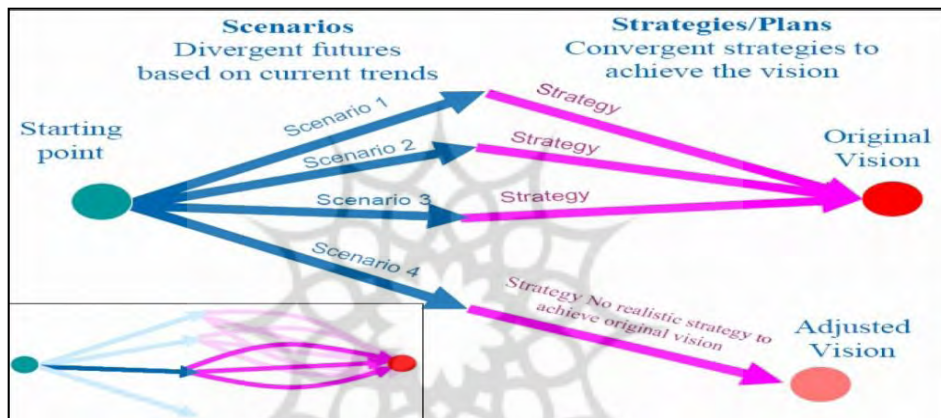 Scenarios
Divergent futures
based on current trends
Strategies/Plans
Convergent strategies to
achieve the vision
Starting
point
Scenario 1
Scenario 2
Scenario 3
Scenario 4
Strategy
Strategy
Strategy
Strategy No realistic strategy to
achieve original vision
Original
Vision
Adjusted
Vision